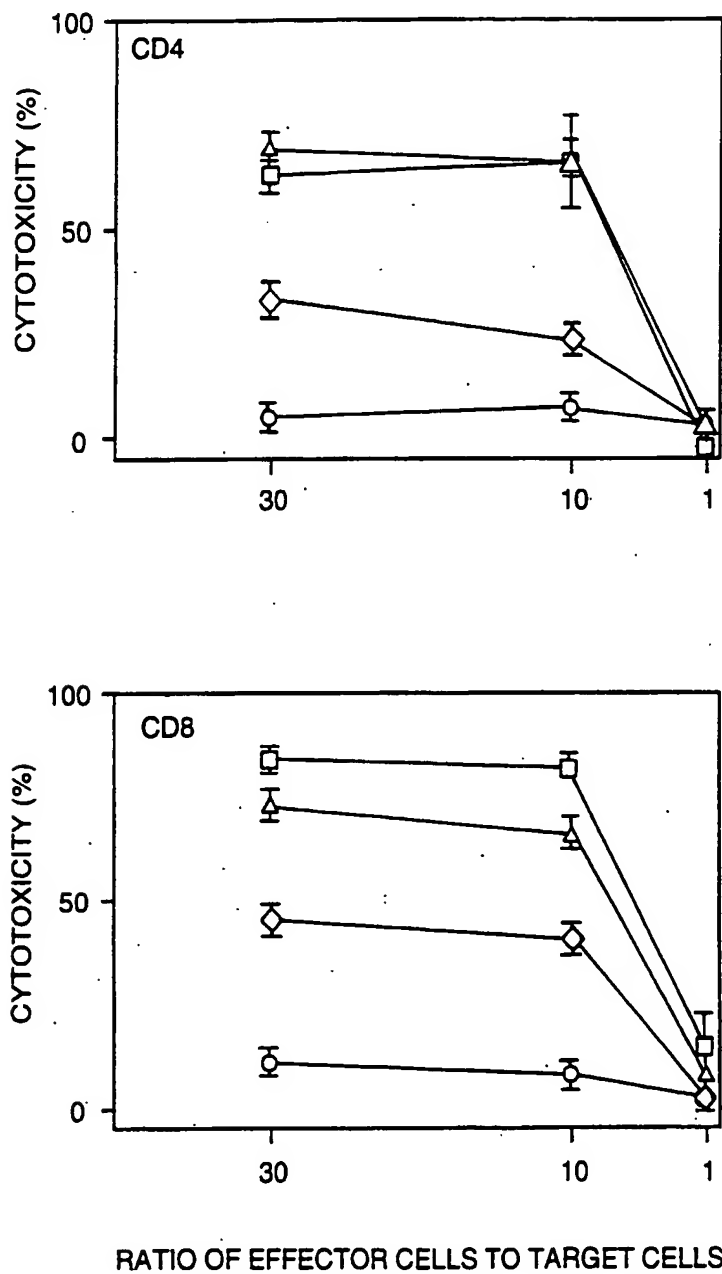 100
CD4
CYTOTOXICITY (%)
50
0
30 10 1
100
CD8
CYTOTOXICITY (%)
50
0
30 10 1
RATIO OF EFFECTOR CELLS TO TARGET CELLS